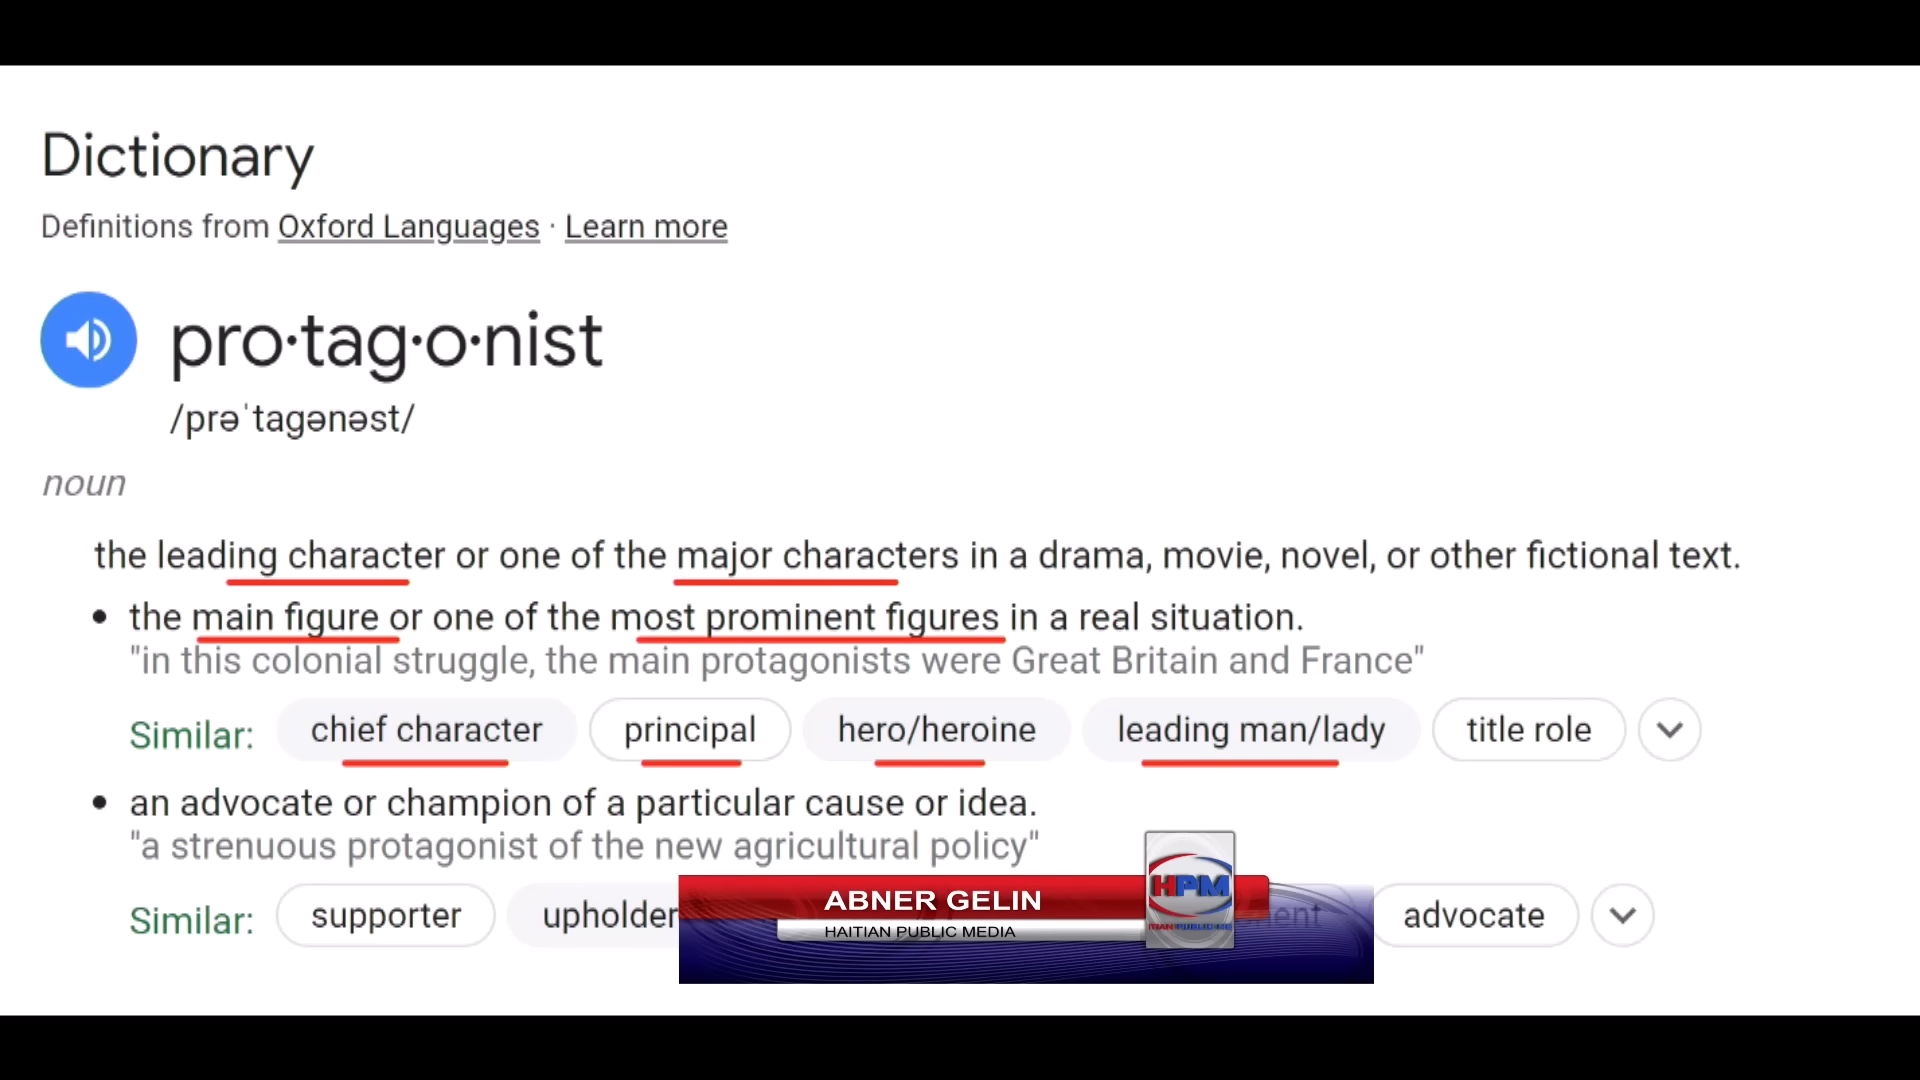 Dictionary
Definitions from Oxford Languages · Learn more
pro·tag·o·nist
/prəˈtaɡənəst/
noun
the leading character or one of the major characters in a drama, movie, novel, or other fictional text.
• the main figure or one of the most prominent figures in a real situation.
"in this colonial struggle, the main protagonists were Great Britain and France"
Similar: chief character principal hero/heroine leading man/lady title role
• an advocate or champion of a particular cause or idea.
"a strenuous protagonist of the new agricultural policy"
Similar: supporter upholder advocate
ABNER GELIN
HPM
HAITIAN PUBLIC MEDIA